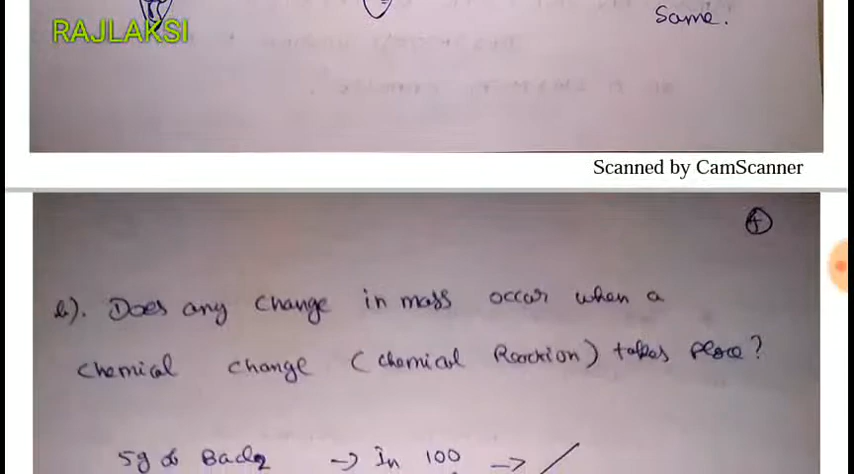 RAJLAKSI
Same.
Scanned by CamScanner
4
b). Does any change in mass occur when a
chemical change (chemical Reaction) takes place?
5g of BaCl2 → In 100 →